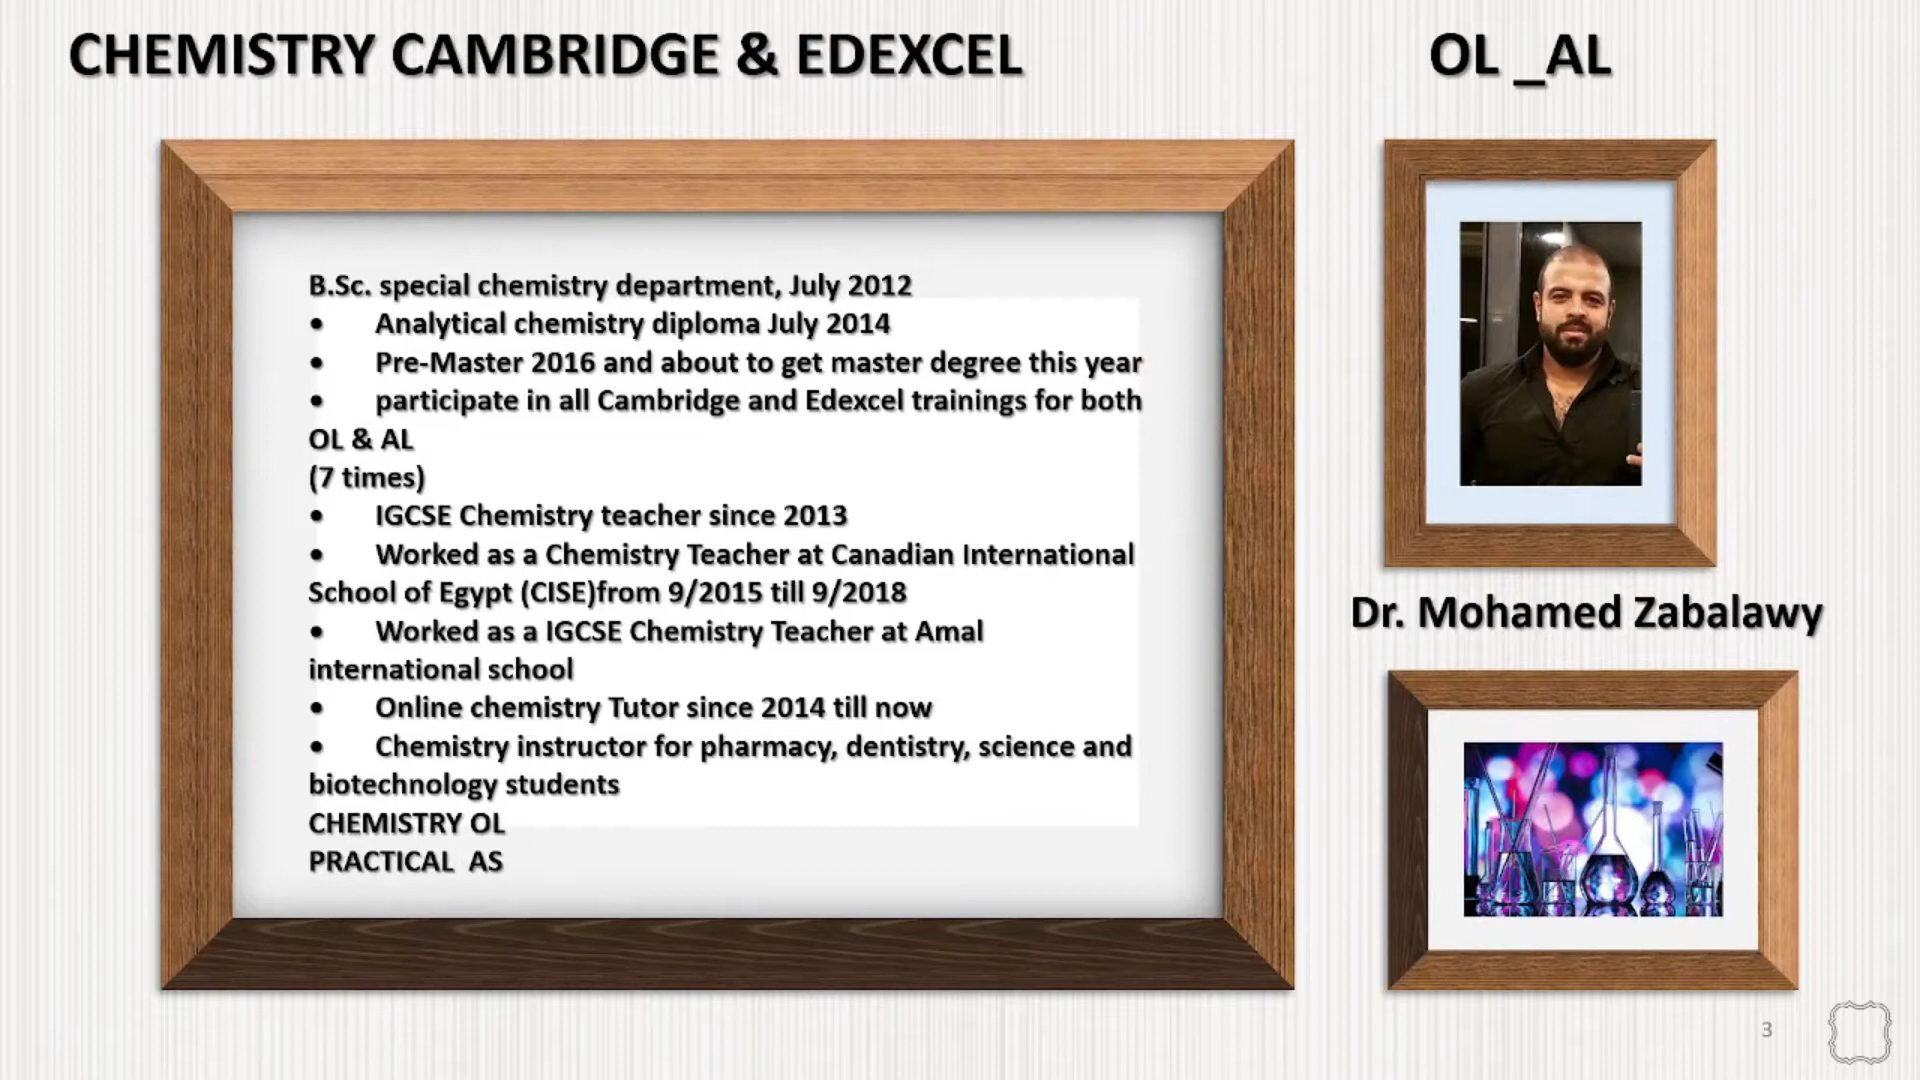 CHEMISTRY CAMBRIDGE & EDEXCEL
OL _AL
B.Sc. special chemistry department, July 2012
• Analytical chemistry diploma July 2014
• Pre-Master 2016 and about to get master degree this year
• participate in all Cambridge and Edexcel trainings for both
OL & AL
(7 times)
• IGCSE Chemistry teacher since 2013
• Worked as a Chemistry Teacher at Canadian International
School of Egypt (CISE)from 9/2015 till 9/2018
• Worked as a IGCSE Chemistry Teacher at Amal
international school
• Online chemistry Tutor since 2014 till now
• Chemistry instructor for pharmacy, dentistry, science and
biotechnology students
CHEMISTRY OL
PRACTICAL  AS
Dr. Mohamed Zabalawy
3